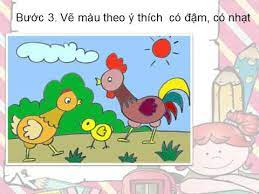 Bước 3. Vẽ màu theo ý thích  có đậm, có nhạt